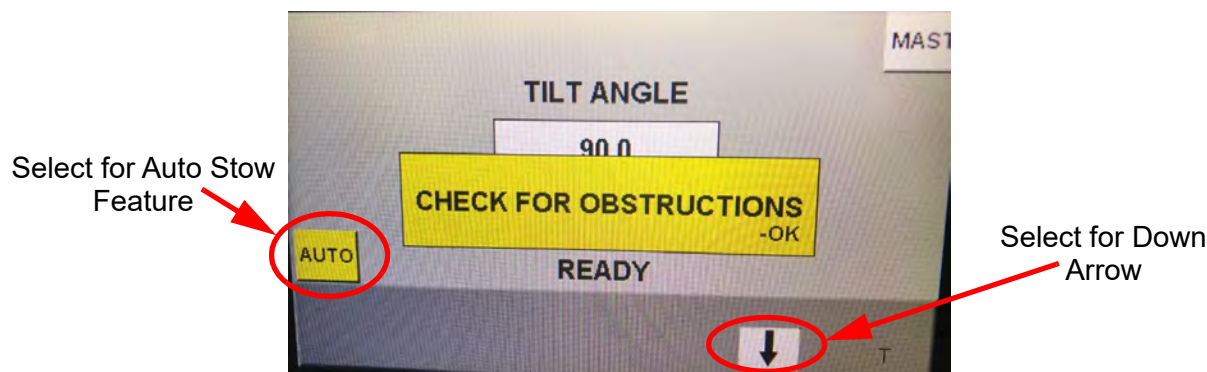 MAST
TILT ANGLE
90.0
CHECK FOR OBSTRUCTIONS
-OK
Select for Auto Stow
Feature
AUTO
READY
Select for Down
Arrow
T